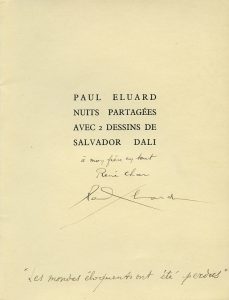 PAUL ELUARD
NUITS PARTAGÉES
AVEC 2 DESSINS DE
SALVADOR DALI
à mon frère en tout
René Char
Paul Eluard
"Les mondes éloquents ont été perdus"